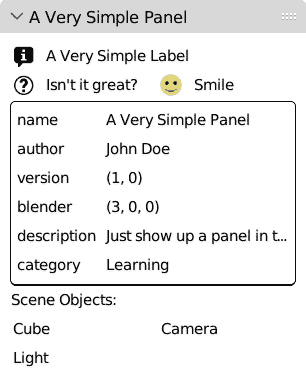 A Very Simple Panel
A Very Simple Label
Isn't it great? Smile
name A Very Simple Panel
author John Doe
version (1, 0)
blender (3, 0, 0)
description Just show up a panel in t...
category Learning
Scene Objects:
Cube Camera
Light